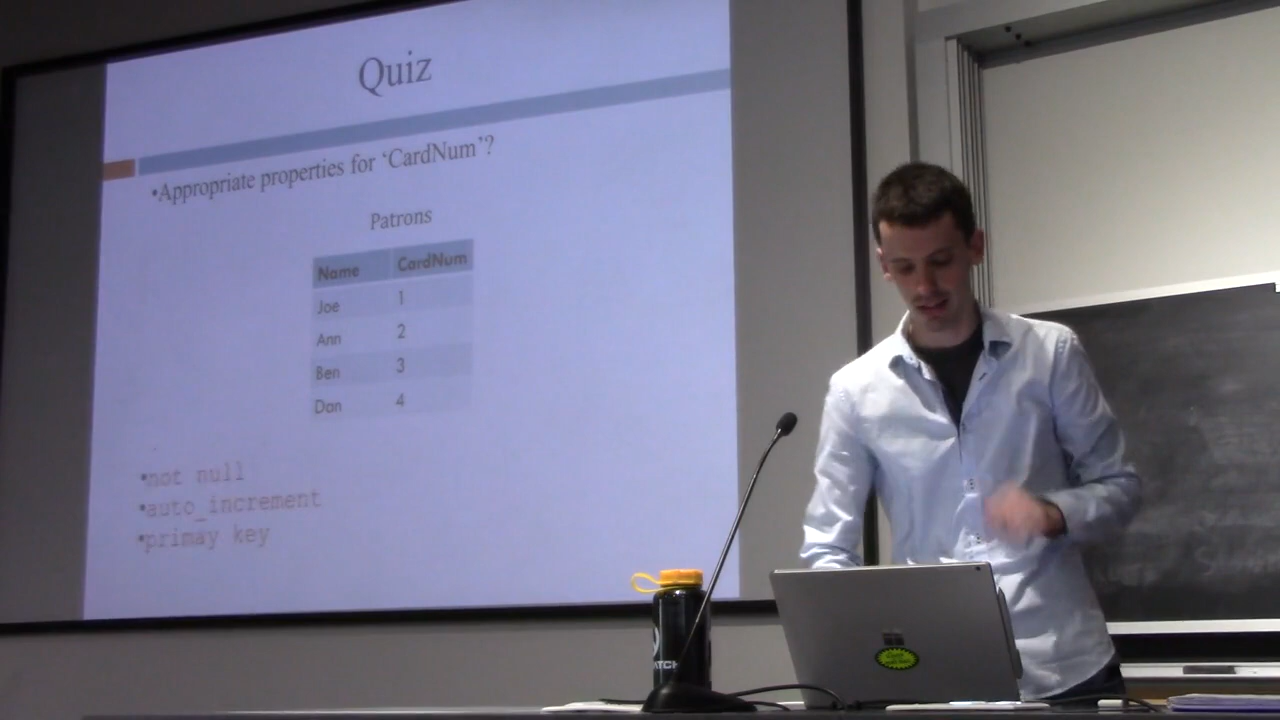 Quiz
•Appropriate properties for ‘CardNum’?
Patrons
Name CardNum
Joe 1
Ann 2
Ben 3
Dan 4
•not null
•auto_increment
•primay key